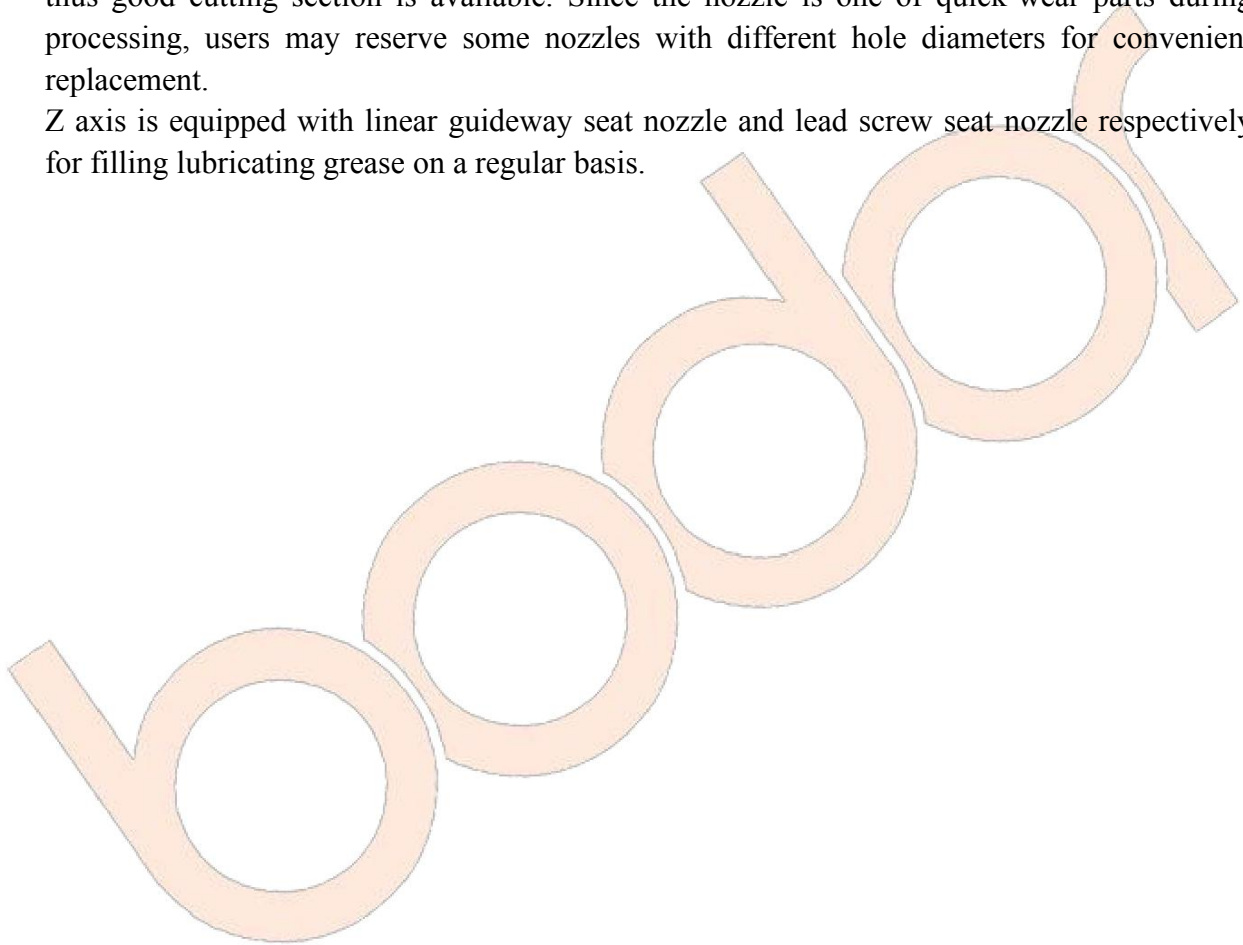 thus good cutting section is available. Since the nozzle is one of quick-wear parts during
processing, users may reserve some nozzles with different hole diameters for convenien
replacement.
Z axis is equipped with linear guideway seat nozzle and lead screw seat nozzle respectively
for filling lubricating grease on a regular basis.
bodor